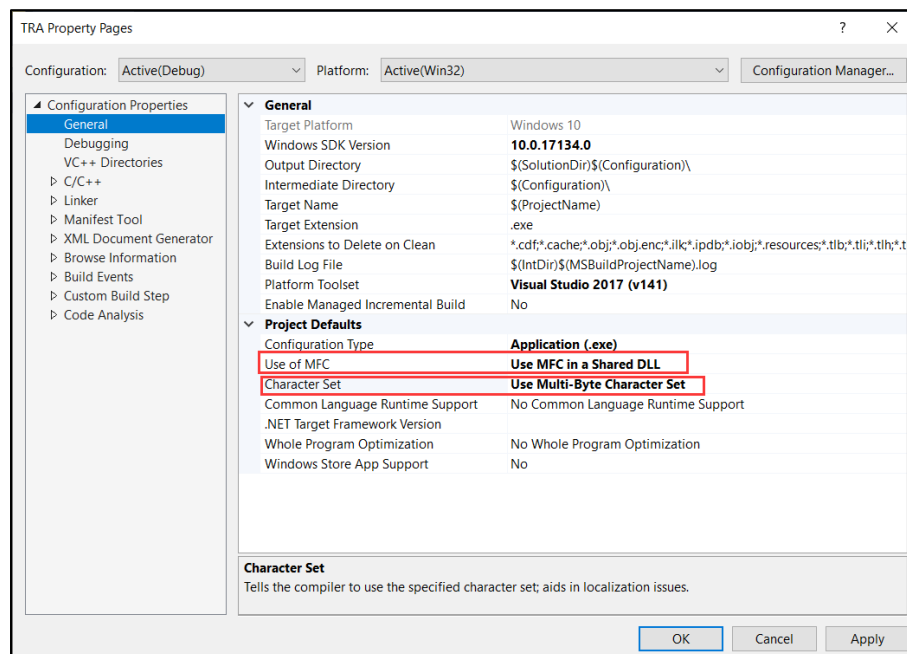 TRA Property Pages ? ×
Configuration: Active(Debug) Platform: Active(Win32) Configuration Manager...
Configuration Properties
General
Debugging
VC++ Directories
C/C++
Linker
Manifest Tool
XML Document Generator
Browse Information
Build Events
Custom Build Step
Code Analysis
General
Target Platform Windows 10
Windows SDK Version 10.0.17134.0
Output Directory $(SolutionDir)$(Configuration)\
Intermediate Directory $(Configuration)\
Target Name $(ProjectName)
Target Extension .exe
Extensions to Delete on Clean *.cdf;*.cache;*.obj;*.obj.enc;*.ilk;*.ipdb;*.iobj;*.resources;*.tlb;*.tli;*.tlh;*.t
Build Log File $(IntDir)$(MSBuildProjectName).log
Platform Toolset Visual Studio 2017 (v141)
Enable Managed Incremental Build No
Project Defaults
Configuration Type Application (.exe)
Use of MFC Use MFC in a Shared DLL
Character Set Use Multi-Byte Character Set
Common Language Runtime Support No Common Language Runtime Support
.NET Target Framework Version
Whole Program Optimization No Whole Program Optimization
Windows Store App Support No
Character Set
Tells the compiler to use the specified character set; aids in localization issues.
OK Cancel Apply